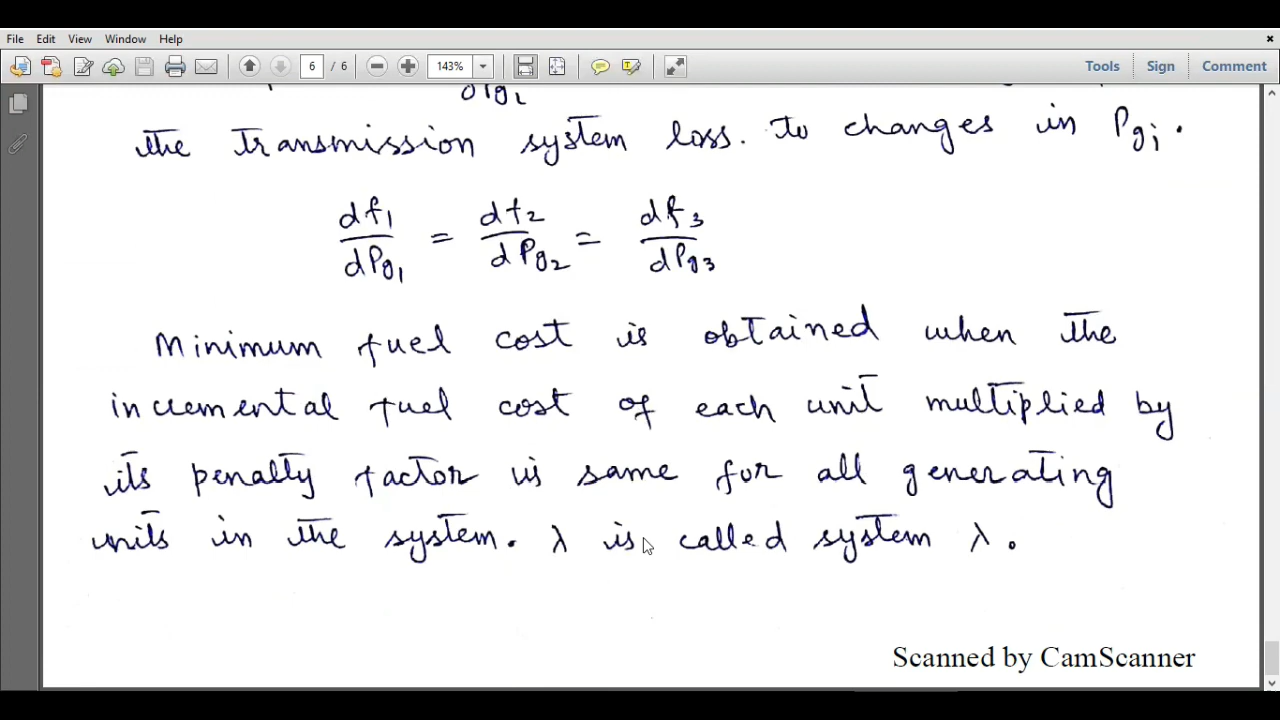 File Edit View Window Help
6 / 6 143% Tools Sign Comment
the transmission system loss. to changes in Pgi.
df1/dPg1 = df2/dPg2 = df3/dPg3
Minimum fuel cost is obtained when the
incremental fuel cost of each unit multiplied by
its penalty factor is same for all generating
units in the system. λ is called system λ.
Scanned by CamScanner